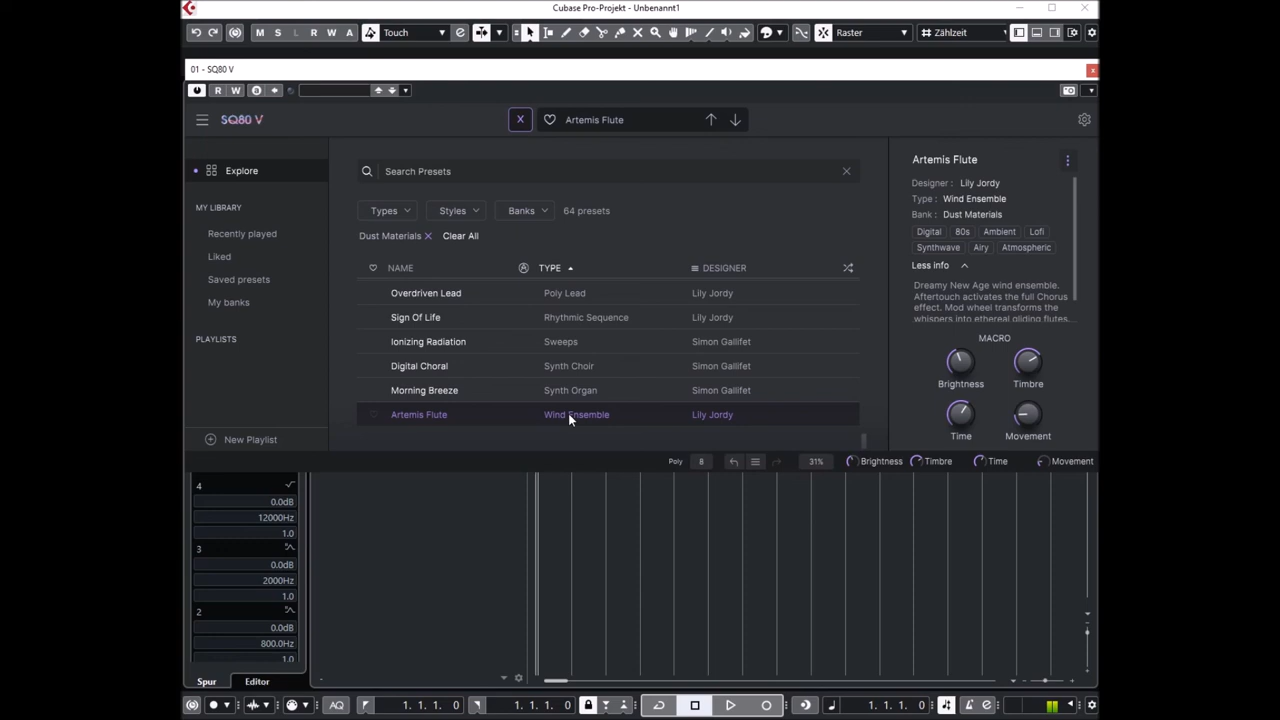 Cubase Pro-Projekt - Unbenannt1
M S L R W A Touch Raster Zählzeit
01 - SQ80 V
R W
SQ80 V X Artemis Flute
Explore
MY LIBRARY
Recently played
Liked
Saved presets
My banks
PLAYLISTS
New Playlist
Search Presets
Types Styles Banks 64 presets
Dust Materials Clear All
NAME TYPE DESIGNER
Overdriven Lead Poly Lead Lily Jordy
Sign Of Life Rhythmic Sequence Lily Jordy
Ionizing Radiation Sweeps Simon Gallifet
Digital Choral Synth Choir Simon Gallifet
Morning Breeze Synth Organ Simon Gallifet
Artemis Flute Wind Ensemble Lily Jordy
Artemis Flute
Designer : Lily Jordy
Type : Wind Ensemble
Bank : Dust Materials
Digital 80s Ambient Lofi
Synthwave Airy Atmospheric
Less info
Dreamy New Age wind ensemble.
Aftertouch activates the full Chorus
effect. Mod wheel transforms the
whispers into ethereal gliding flutes.
MACRO
Brightness Timbre
Time Movement
Poly 8 31% Brightness Timbre Time Movement
4
0.0dB
12000Hz
1.0
3
0.0dB
2000Hz
1.0
2
0.0dB
800.0Hz
1.0
Spur Editor
AQ 1. 1. 1. 0 1. 1. 1. 0 1. 1. 1. 0